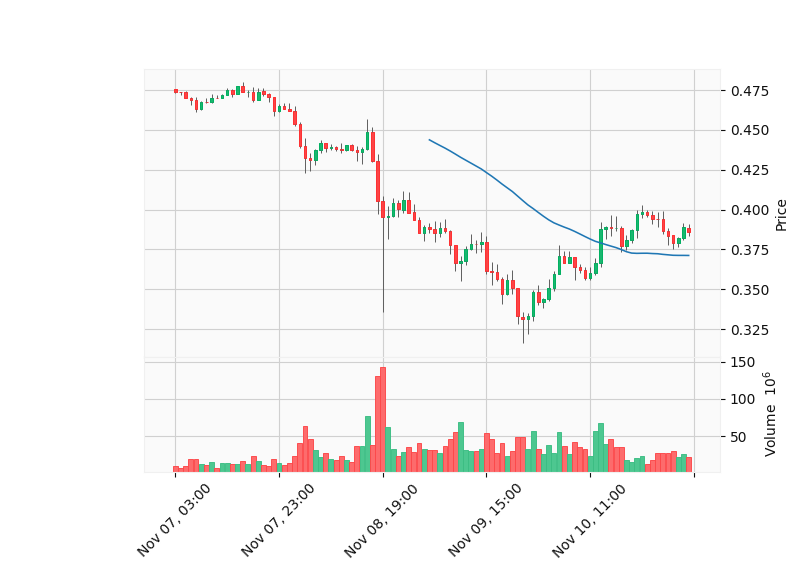 0.475
0.450
0.425
0.400
0.375
0.350
0.325
Price
150
100
50
Volume 10⁶
Nov 07, 03:00
Nov 07, 23:00
Nov 08, 19:00
Nov 09, 15:00
Nov 10, 11:00